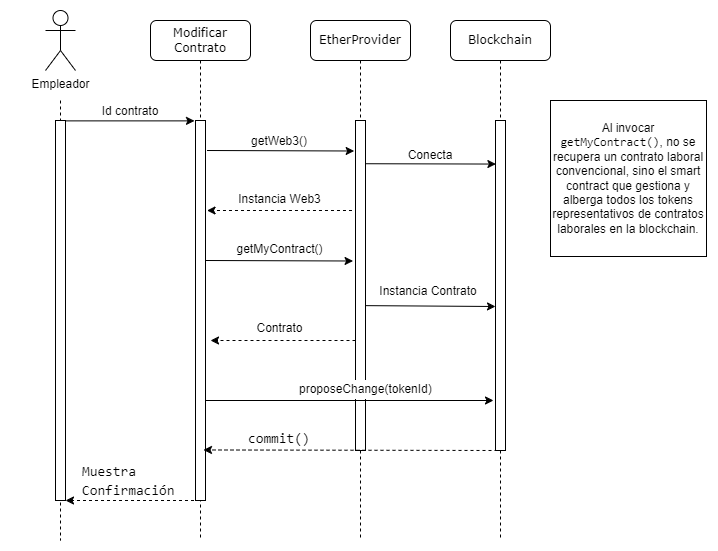 Empleador
Modificar
Contrato
EtherProvider
Blockchain
Id contrato
getWeb3()
Conecta
Instancia Web3
getMyContract()
Instancia Contrato
Contrato
proposeChange(tokenId)
commit()
Muestra
Confirmación
Al invocar
getMyContract(), no se
recupera un contrato laboral
convencional, sino el smart
contract que gestiona y
alberga todos los tokens
representativos de contratos
laborales en la blockchain.